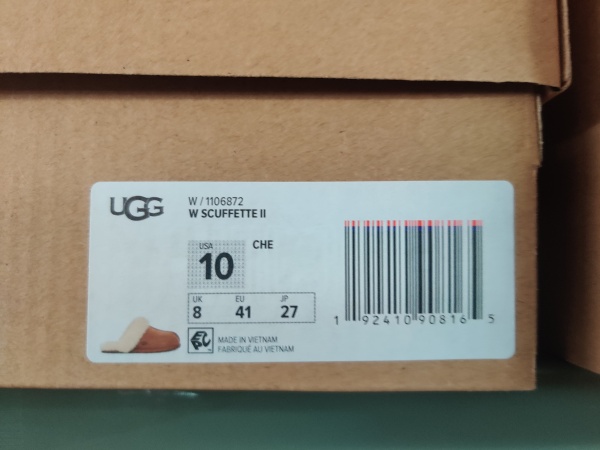 UGG
W / 1106872
W SCUFFETTE II
USA
CHE
10
UK EU JP
8 41 27
MADE IN VIETNAM
FABRIQUÉ AU VIETNAM
1 92410 90816 5